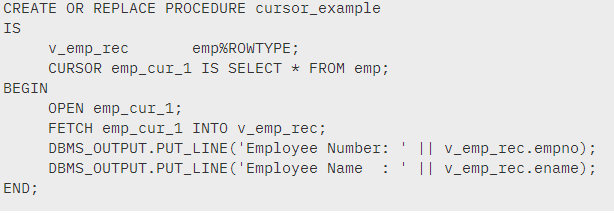 CREATE OR REPLACE PROCEDURE cursor_example
IS
     v_emp_rec       emp%ROWTYPE;
     CURSOR emp_cur_1 IS SELECT * FROM emp;
BEGIN
     OPEN emp_cur_1;
     FETCH emp_cur_1 INTO v_emp_rec;
     DBMS_OUTPUT.PUT_LINE('Employee Number: ' || v_emp_rec.empno);
     DBMS_OUTPUT.PUT_LINE('Employee Name  : ' || v_emp_rec.ename);
END;